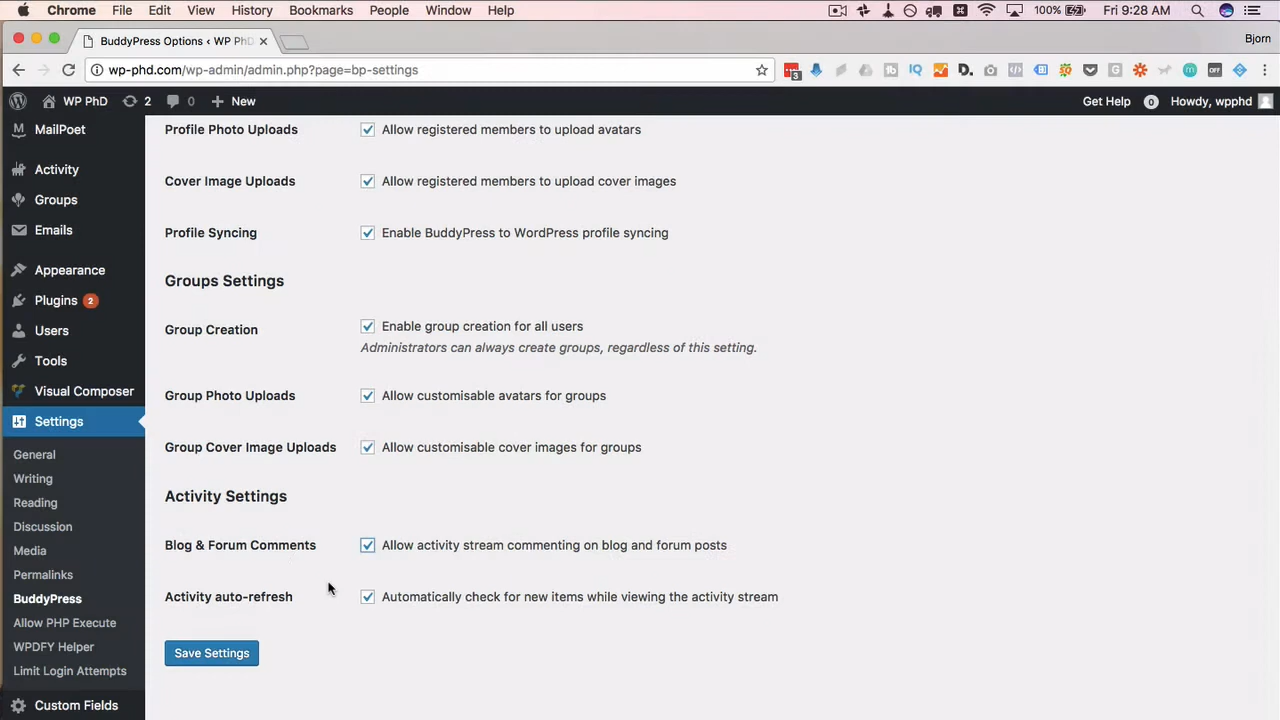 Chrome File Edit View History Bookmarks People Window Help 100% Fri 9:28 AM
BuddyPress Options ‹ WP PhD Bjorn
wp-phd.com/wp-admin/admin.php?page=bp-settings 3 IQ D. G m OFF
WP PhD 2 0 + New Get Help 0 Howdy, wpphd
MailPoet
Activity
Groups
Emails
Appearance
Plugins 2
Users
Tools
Visual Composer
Settings
General
Writing
Reading
Discussion
Media
Permalinks
BuddyPress
Allow PHP Execute
WPDFY Helper
Limit Login Attempts
Custom Fields
Profile Photo Uploads Allow registered members to upload avatars
Cover Image Uploads Allow registered members to upload cover images
Profile Syncing Enable BuddyPress to WordPress profile syncing
Groups Settings
Group Creation Enable group creation for all users
Administrators can always create groups, regardless of this setting.
Group Photo Uploads Allow customisable avatars for groups
Group Cover Image Uploads Allow customisable cover images for groups
Activity Settings
Blog & Forum Comments Allow activity stream commenting on blog and forum posts
Activity auto-refresh Automatically check for new items while viewing the activity stream
Save Settings